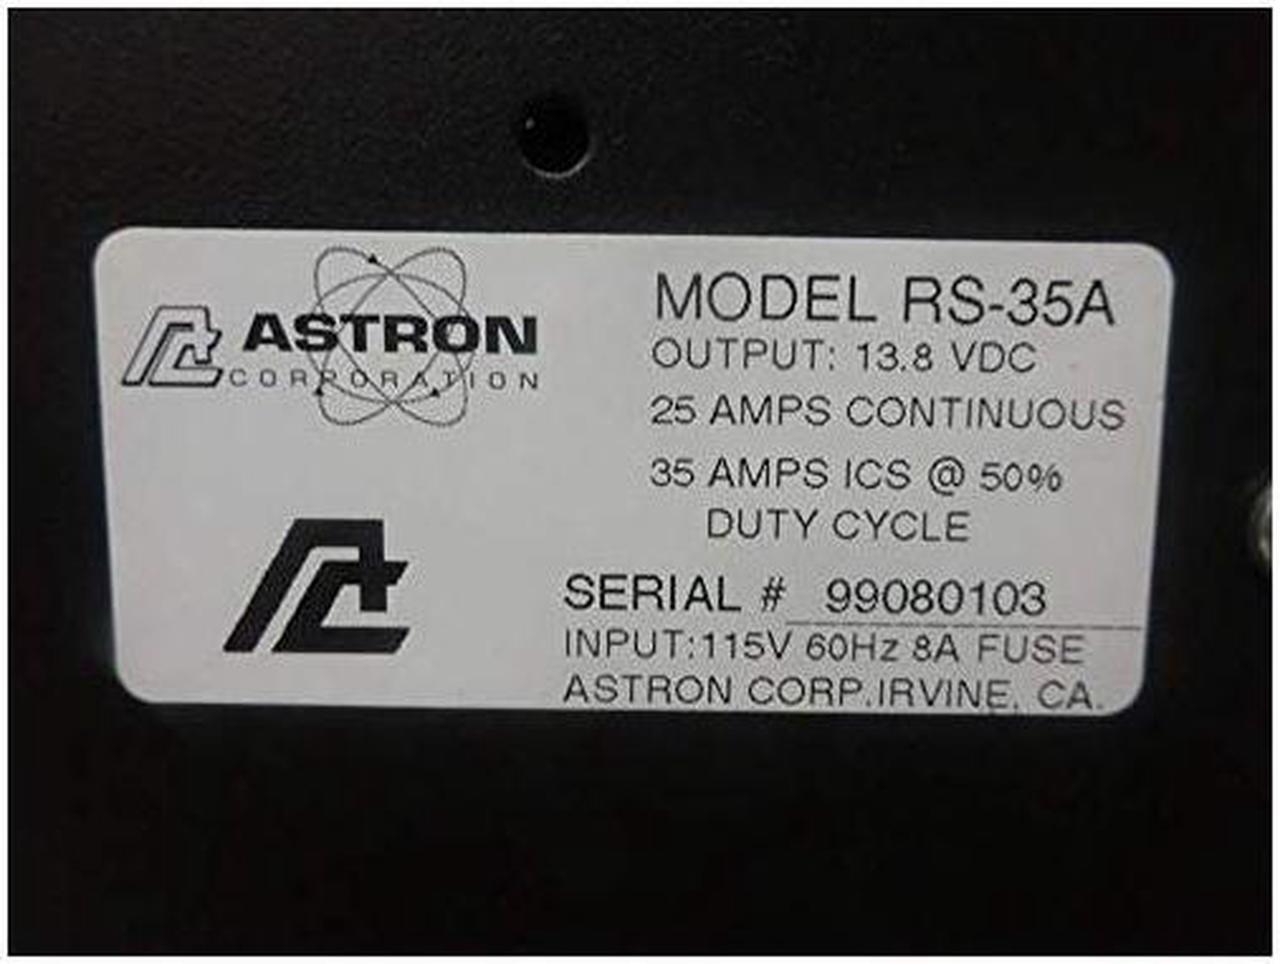 ASTRON
CORPORATION
MODEL RS-35A
OUTPUT: 13.8 VDC
25 AMPS CONTINUOUS
35 AMPS ICS @ 50%
DUTY CYCLE
SERIAL # 99080103
INPUT:115V 60Hz 8A FUSE
ASTRON CORP.IRVINE, CA.